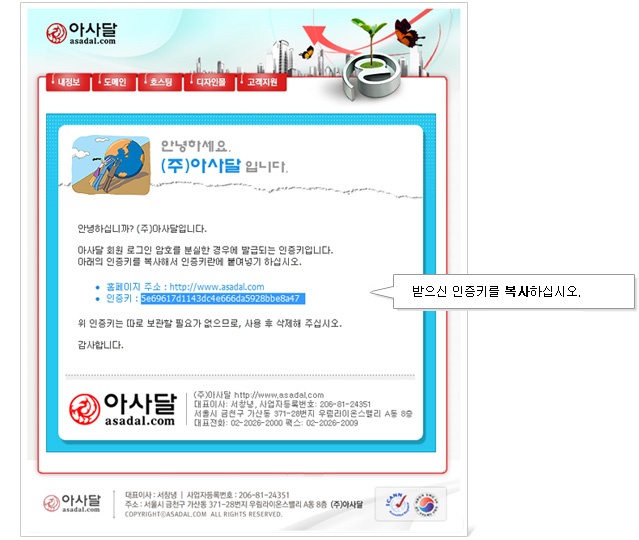 아사달
asadal.com
내정보 도메인 호스팅 디자인몰 고객지원
안녕하세요.
(주)아사달 입니다.
안녕하십니까? (주)아사달입니다.
아사달 회원 로그인 암호를 분실한 경우에 발급되는 인증키입니다.
아래의 인증키를 복사해서 인증키란에 붙여넣기 하십시오.
홈페이지 주소 : http://www.asadal.com
인증키 : 5e69617d1143dc4e666da5928bbe8a47
받으신 인증키를 복사하십시오.
위 인증키는 따로 보관할 필요가 없으므로, 사용 후 삭제해 주십시요.
감사합니다.
아사달
asadal.com
(주)아사달 http://www.asadal.com
대표이사: 서창녕, 사업자등록번호: 206-81-24351
서울시 금천구 가산동 371-28번지 우림라이온스밸리 A동 8층
대표전화: 02-2026-2000 팩스: 02-2026-2009
아사달
asadal.com
대표이사 : 서창녕 | 사업자등록번호 : 206-81-24351
주소 : 서울시 금천구 가산동 371-28번지 우림라이온스밸리 A동 8층 (주)아사달
COPYRIGHT@ASADAL.COM ALL RIGHTS RESERVED.
ICANN